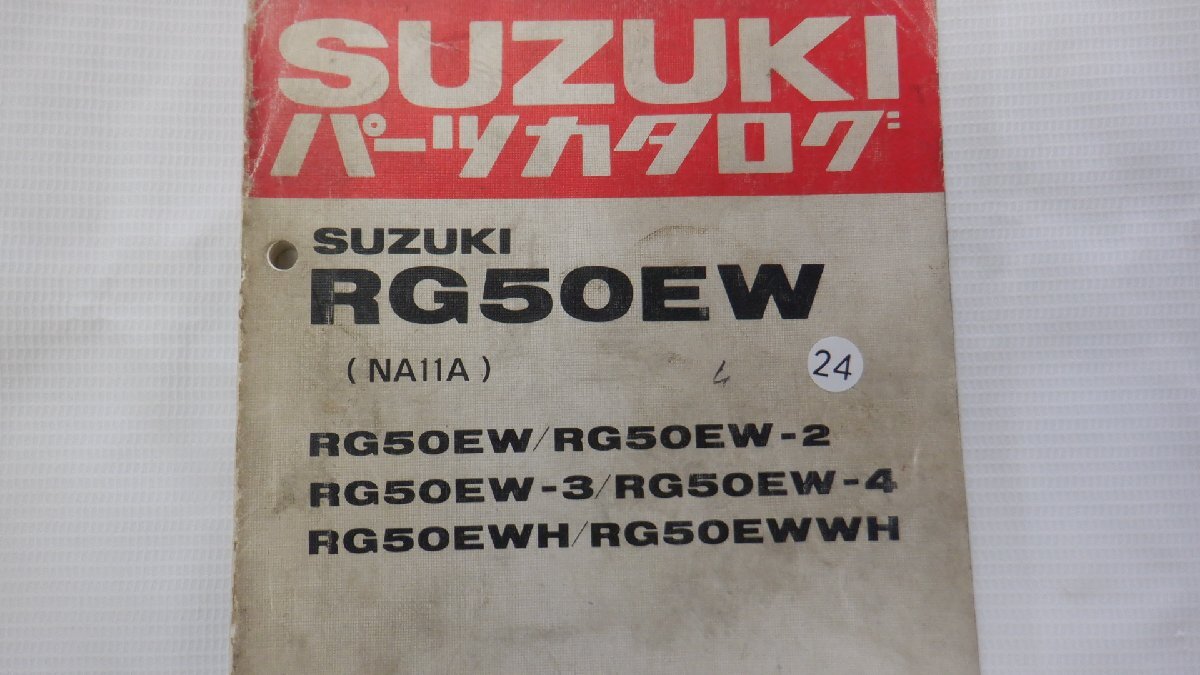 SUZUKI
パーツカタログ
SUZUKI
RG50EW
( NA11A )
24
RG50EW/RG50EW-2
RG50EW-3/RG50EW-4
RG50EWH/RG50EWWH